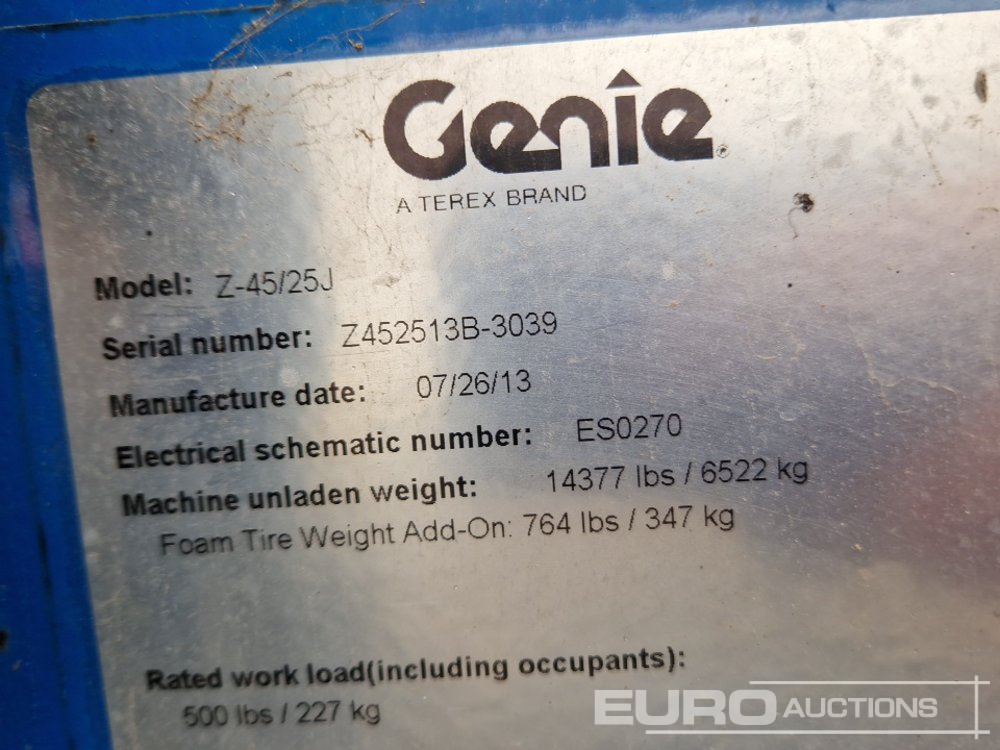 Genie
A TEREX BRAND
Model: Z-45/25J
Serial number: Z452513B-3039
Manufacture date: 07/26/13
Electrical schematic number: ES0270
Machine unladen weight: 14377 lbs / 6522 kg
Foam Tire Weight Add-On: 764 lbs / 347 kg
Rated work load(including occupants):
500 lbs / 227 kg
EURO AUCTIONS